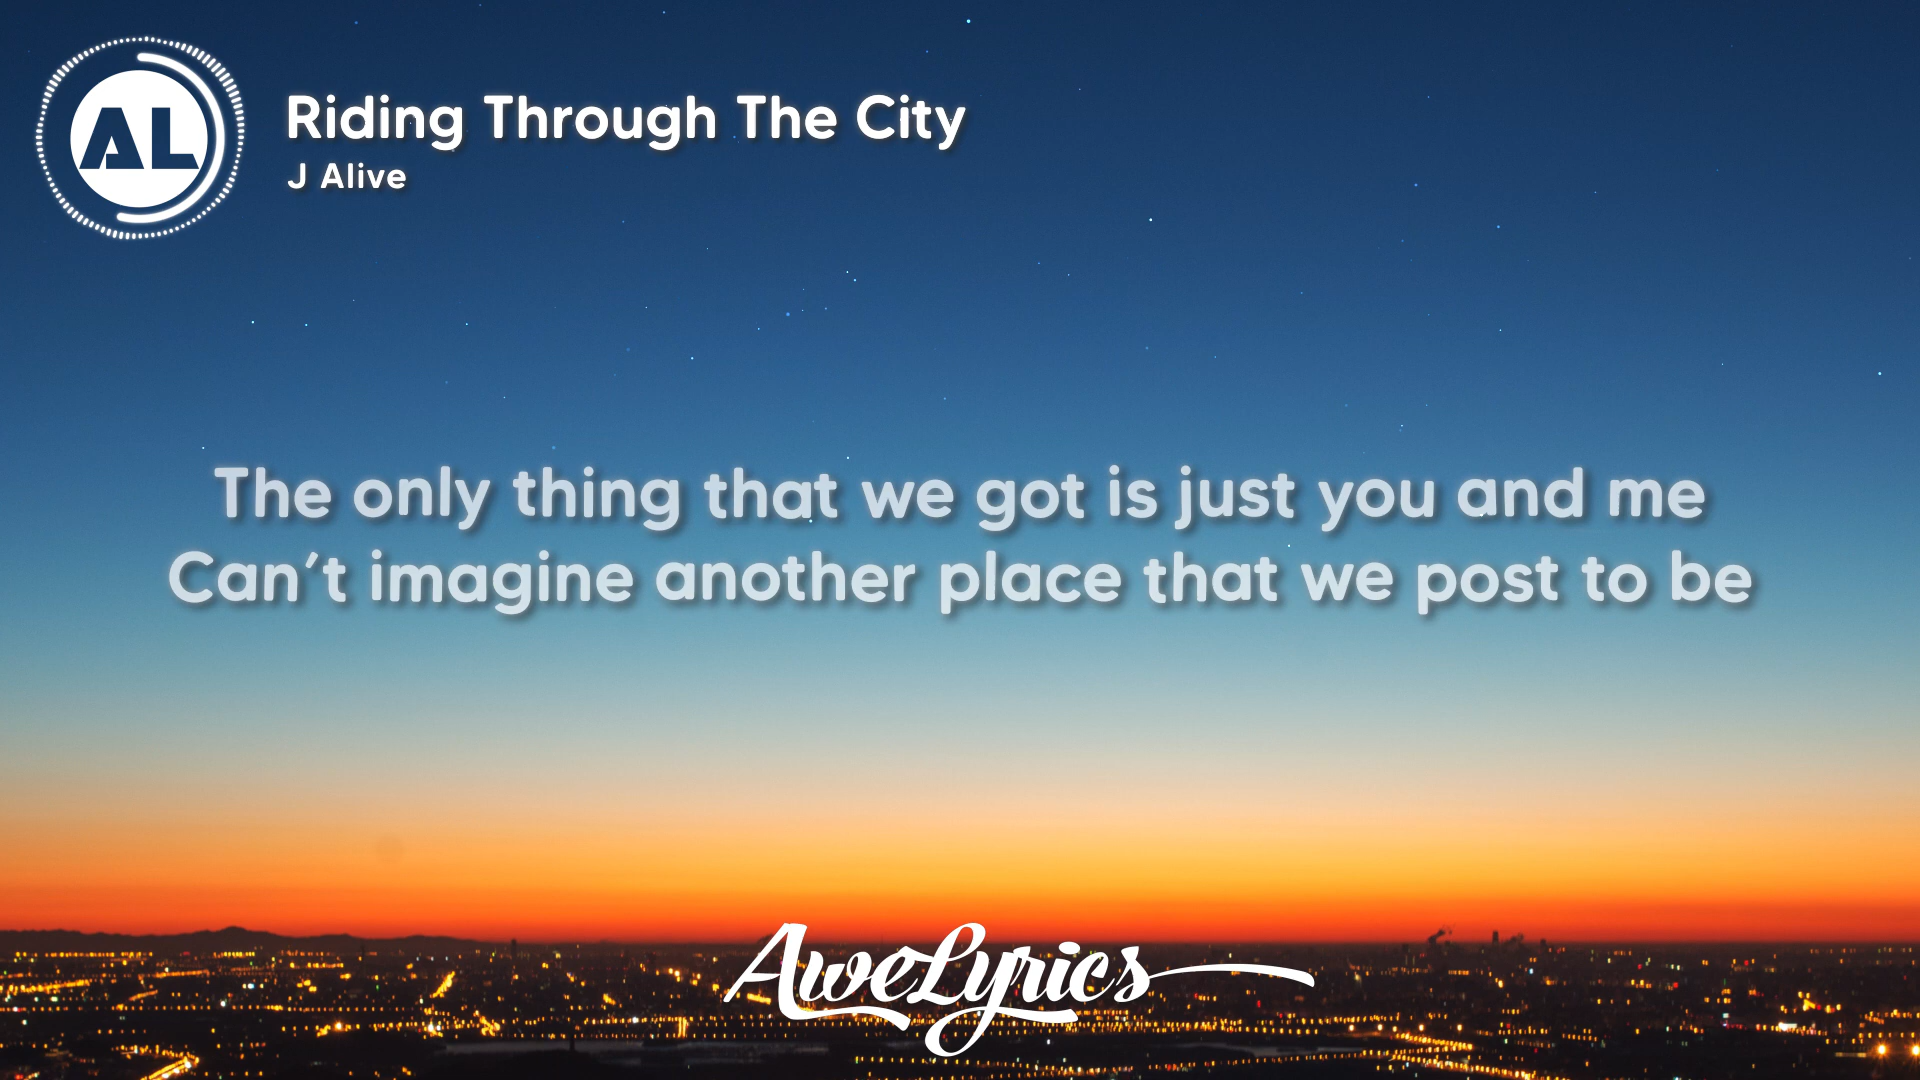 AL
Riding Through The City
J Alive
The only thing that we got is just you and me
Can't imagine another place that we post to be
AweLyrics